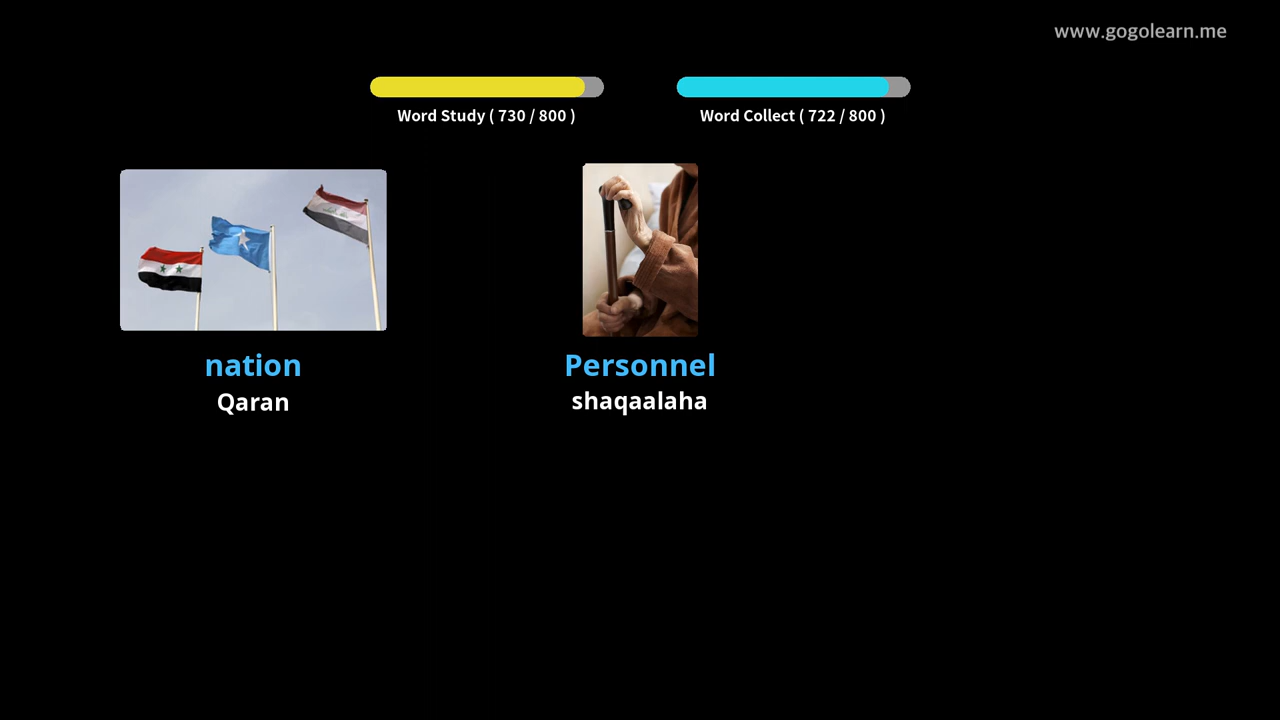 www.gogolearn.me
Word Study ( 730 / 800 )
Word Collect ( 722 / 800 )
nation
Qaran
Personnel
shaqaalaha